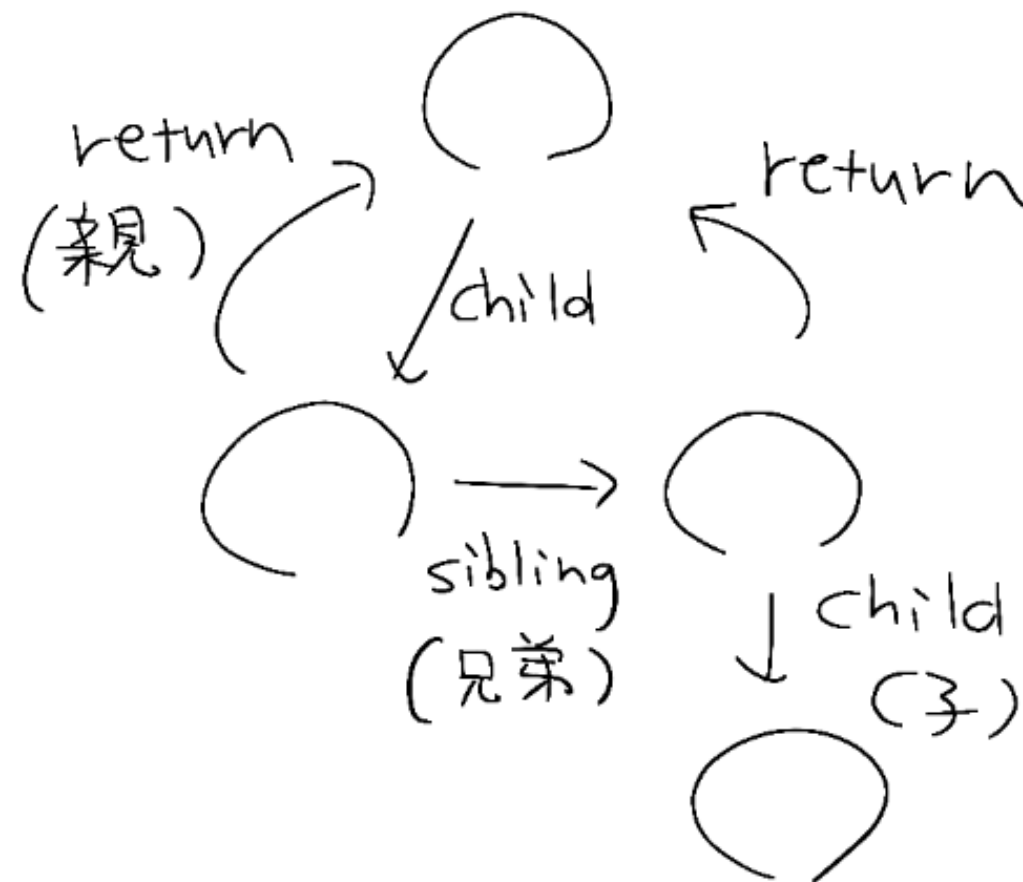 return
(親)
return
child
sibling
(兄弟)
child
(子)